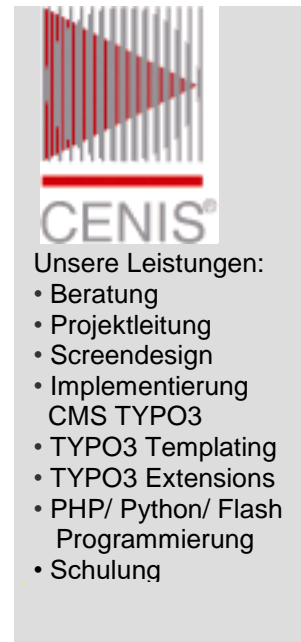 CENIS®
Unsere Leistungen:
• Beratung
• Projektleitung
• Screendesign
• Implementierung
CMS TYPO3
• TYPO3 Templating
• TYPO3 Extensions
• PHP/ Python/ Flash
Programmierung
• Schulung